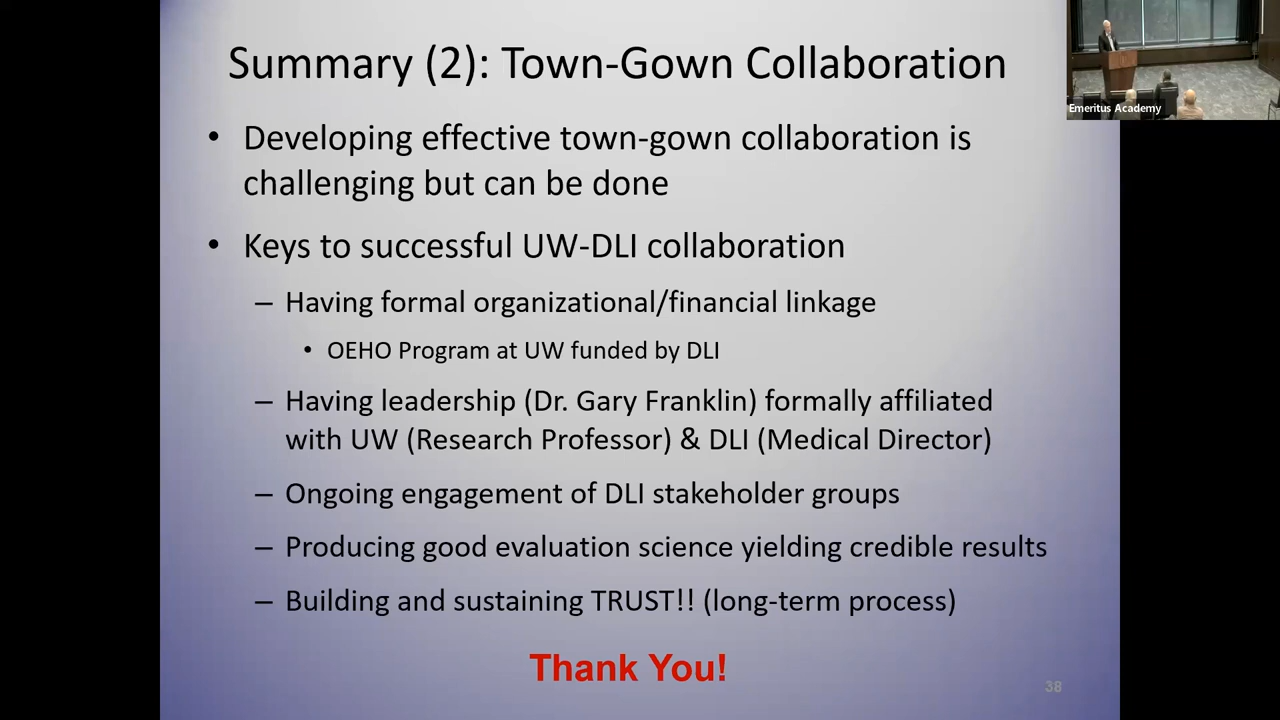 Summary (2): Town-Gown Collaboration
Emeritus Academy
• Developing effective town-gown collaboration is
challenging but can be done
• Keys to successful UW-DLI collaboration
– Having formal organizational/financial linkage
• OEHO Program at UW funded by DLI
– Having leadership (Dr. Gary Franklin) formally affiliated
with UW (Research Professor) & DLI (Medical Director)
– Ongoing engagement of DLI stakeholder groups
– Producing good evaluation science yielding credible results
– Building and sustaining TRUST!! (long-term process)
Thank You!
38